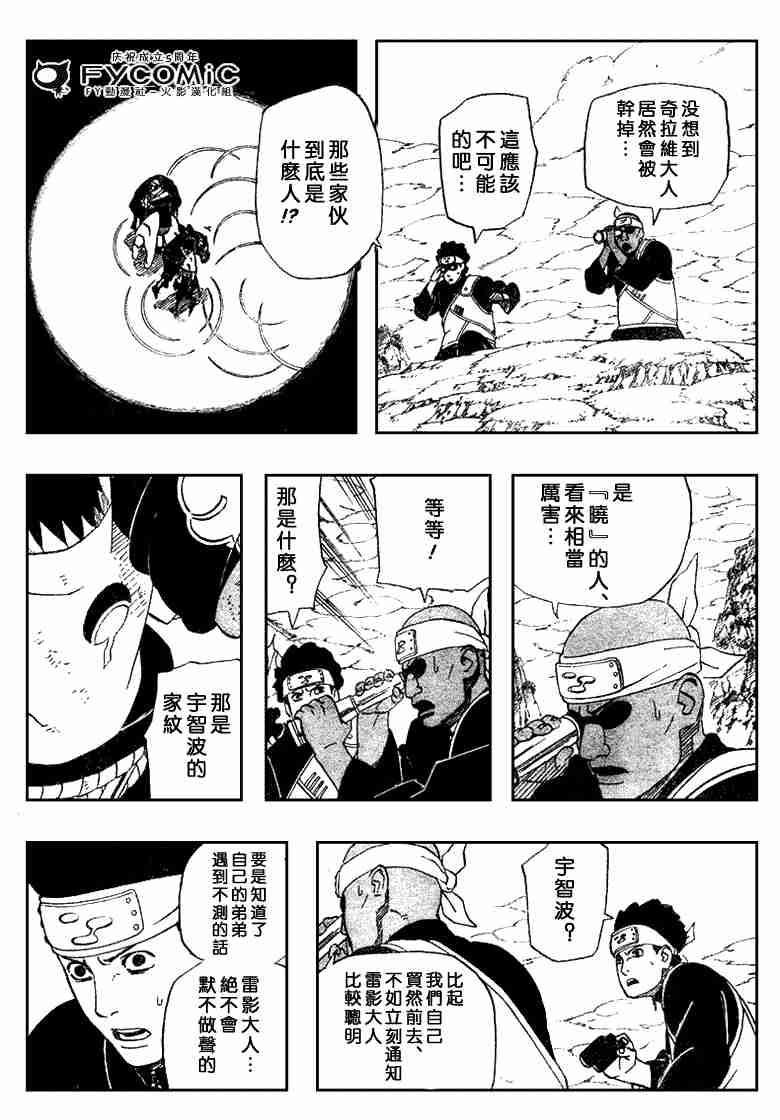 庆祝成立5周年
FYCOMIC
FY動漫社-火影漢化組
没想到
奇拉維大人
居然會被
幹掉…
這應該
不可能
的吧…
那些家伙
到底是
什麽人!?
是
『曉』的人、
看來相當
厲害…
等等!
那是什麽?
那是
宇智波的
家紋
宇智波?
比起
我們自己
貿然前去、
不如立刻通知
雷影大人
比較聰明
要是知道了
自己的弟弟
遇到不測的話
雷影大人…
絕不會
默不做聲的